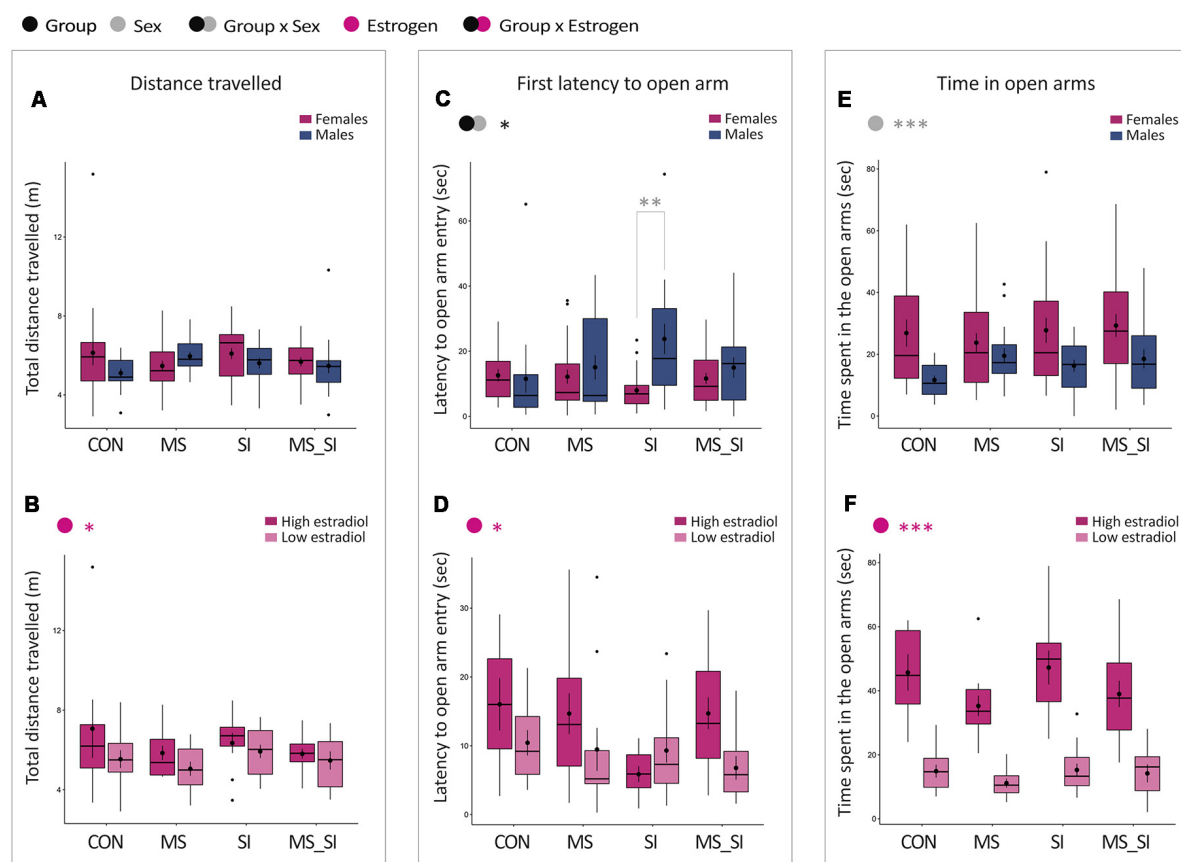 Group Sex Group x Sex Estrogen Group x Estrogen
Distance travelled
A
Females
Males
Total distance travelled (m)
12
8
4
CON MS SI MS_SI
B
*
High estradiol
Low estradiol
Total distance travelled (m)
12
8
4
CON MS SI MS_SI
First latency to open arm
C
*
Females
Males
Latency to open arm entry (sec)
**
60
40
20
0
CON MS SI MS_SI
D
*
High estradiol
Low estradiol
Latency to open arm entry (sec)
30
20
10
0
CON MS SI MS_SI
Time in open arms
E
***
Females
Males
Time spent in the open arms (sec)
80
60
40
20
0
CON MS SI MS_SI
F
***
High estradiol
Low estradiol
Time spent in the open arms (sec)
80
60
40
20
0
CON MS SI MS_SI